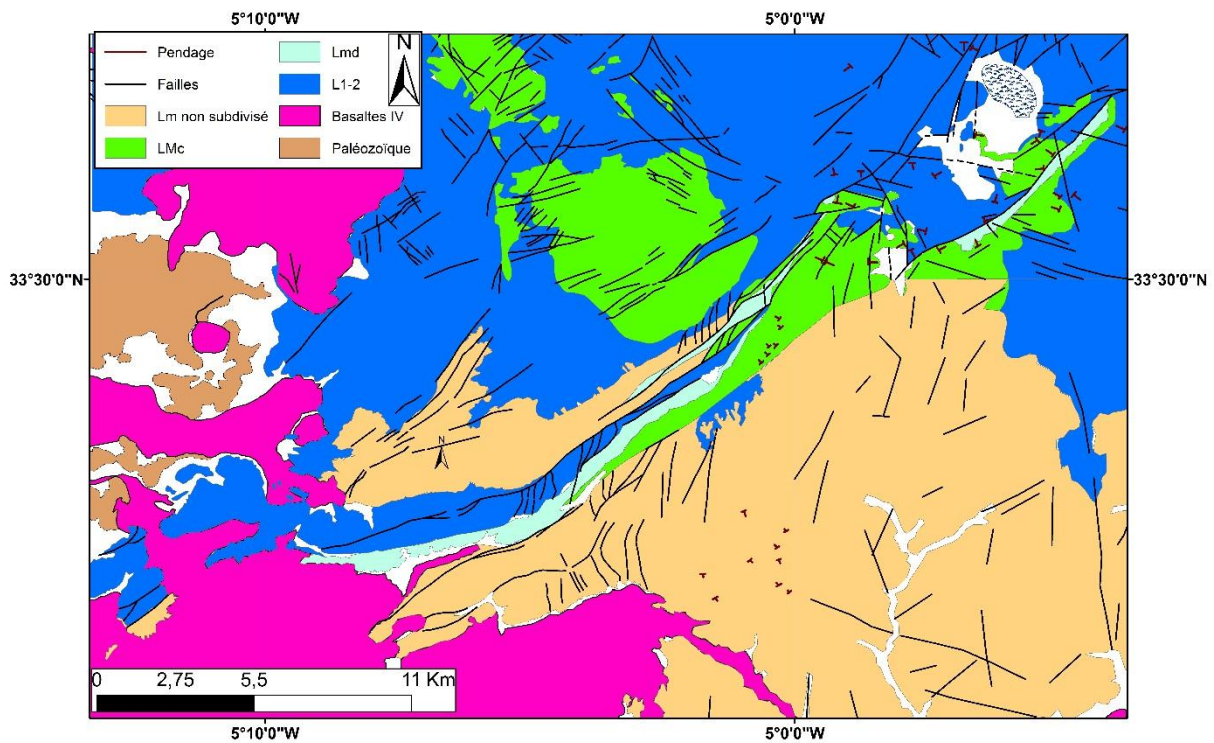 5°10'0"W 5°0'0"W
N
Pendage Lmd
Failles L1-2
Lm non subdivisé Basaltes IV
LMc Paléozoïque
33°30'0"N 33°30'0"N
N
0 2,75 5,5 11 Km
5°10'0"W 5°0'0"W